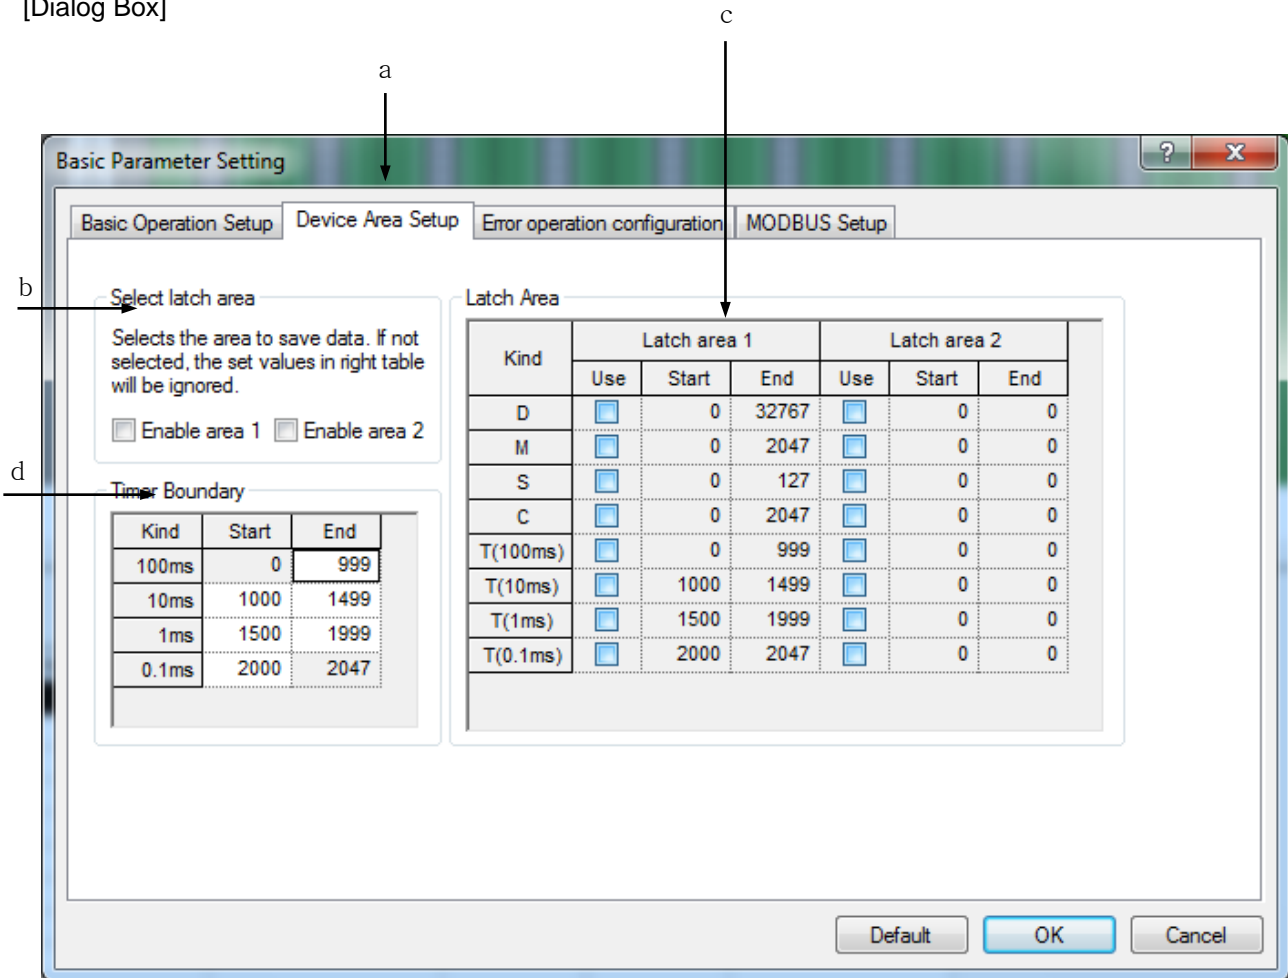 [Dialog Box]
c
a
Basic Parameter Setting
?
X
Basic Operation Setup
Device Area Setup
Error operation configuration
MODBUS Setup
b
Select latch area
Selects the area to save data. If not
selected, the set values in right table
will be ignored.
Enable area 1 Enable area 2
d
Timer Boundary
Kind Start End
100ms 0 999
10ms 1000 1499
1ms 1500 1999
0.1ms 2000 2047
Latch Area
Kind Latch area 1 Latch area 2
Use Start End Use Start End
D 0 32767 0 0
M 0 2047 0 0
S 0 127 0 0
C 0 2047 0 0
T(100ms) 0 999 0 0
T(10ms) 1000 1499 0 0
T(1ms) 1500 1999 0 0
T(0.1ms) 2000 2047 0 0
Default
OK
Cancel